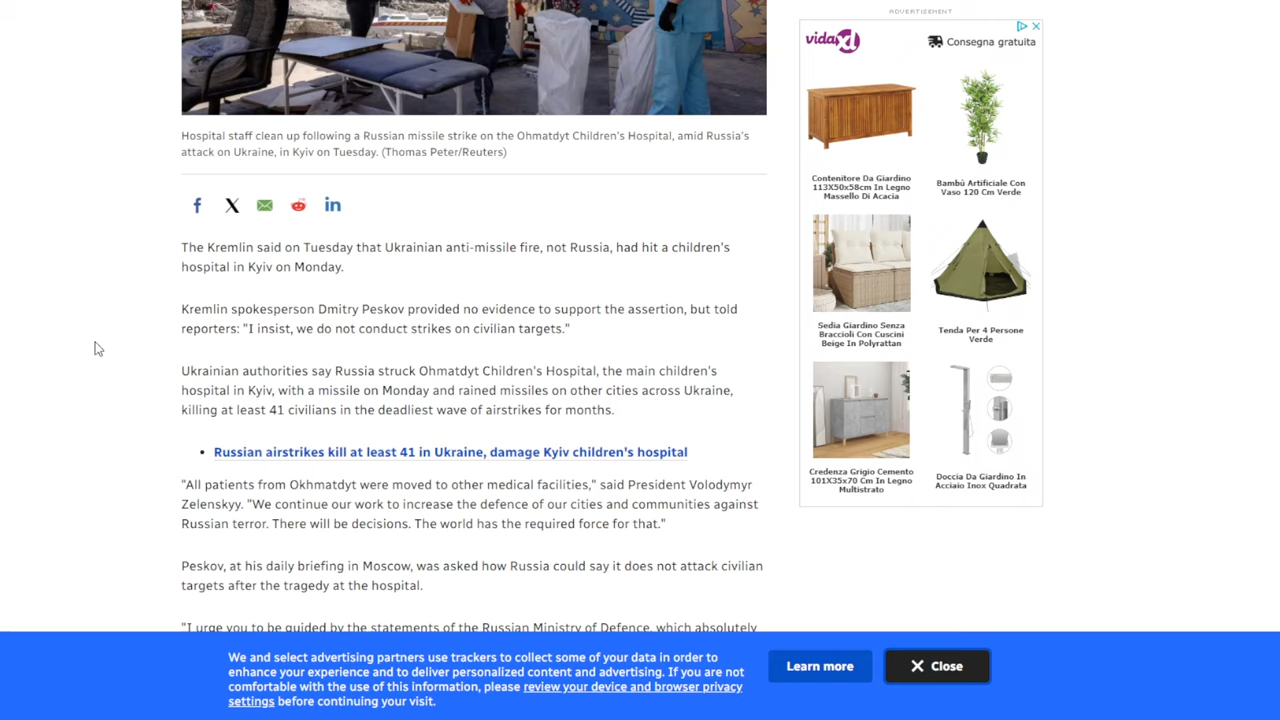 Hospital staff clean up following a Russian missile strike on the Ohmatdyt Children's Hospital, amid Russia's
attack on Ukraine, in Kyiv on Tuesday. (Thomas Peter/Reuters)
The Kremlin said on Tuesday that Ukrainian anti-missile fire, not Russia, had hit a children's
hospital in Kyiv on Monday.
Kremlin spokesperson Dmitry Peskov provided no evidence to support the assertion, but told
reporters: "I insist, we do not conduct strikes on civilian targets."
Ukrainian authorities say Russia struck Ohmatdyt Children's Hospital, the main children's
hospital in Kyiv, with a missile on Monday and rained missiles on other cities across Ukraine,
killing at least 41 civilians in the deadliest wave of airstrikes for months.
• Russian airstrikes kill at least 41 in Ukraine, damage Kyiv children's hospital
"All patients from Okhmatdyt were moved to other medical facilities," said President Volodymyr
Zelenskyy. "We continue our work to increase the defence of our cities and communities against
Russian terror. There will be decisions. The world has the required force for that."
Peskov, at his daily briefing in Moscow, was asked how Russia could say it does not attack civilian
targets after the tragedy at the hospital.
"I urge you to be guided by the statements of the Russian Ministry of Defence, which absolutely
ADVERTISEMENT
vidaXL
Consegna gratuita
Contenitore Da Giardino
113X50x58cm In Legno
Massello Di Acacia
Bambù Artificiale Con
Vaso 120 Cm Verde
Sedia Giardino Senza
Braccioli Con Cuscini
Beige In Polyrattan
Tenda Per 4 Persone
Verde
Credenza Grigio Cemento
101X35x70 Cm In Legno
Multistrato
Doccia Da Giardino In
Acciaio Inox Quadrata
We and select advertising partners use trackers to collect some of your data in order to
enhance your experience and to deliver personalized content and advertising. If you are not
comfortable with the use of this information, please review your device and browser privacy
settings before continuing your visit.
Learn more
Close